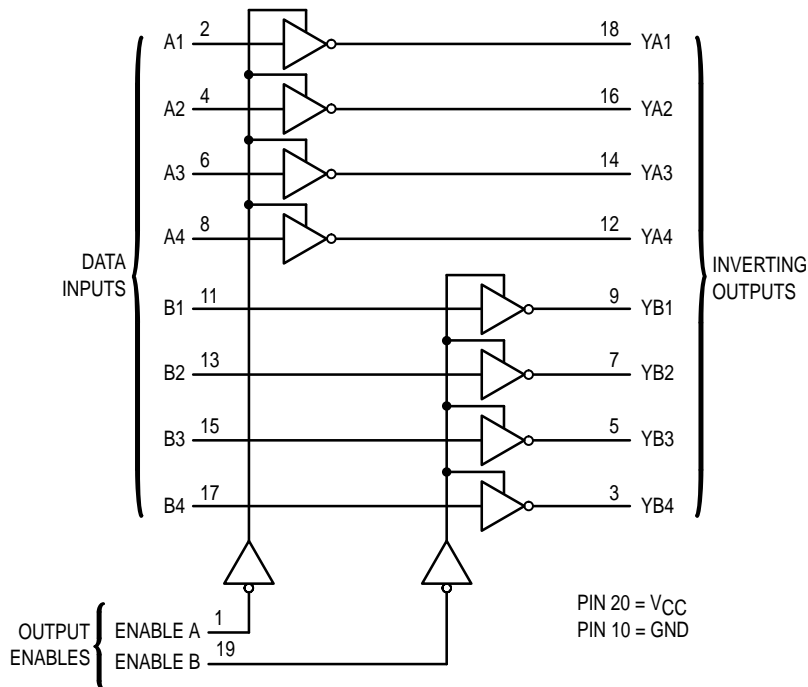 A1 2 18 YA1
A2 4 16 YA2
A3 6 14 YA3
A4 8 12 YA4
DATA
INPUTS
INVERTING
OUTPUTS
B1 11 9 YB1
B2 13 7 YB2
B3 15 5 YB3
B4 17 3 YB4
OUTPUT
ENABLES
ENABLE A 1
ENABLE B 19
PIN 20 = VCC
PIN 10 = GND